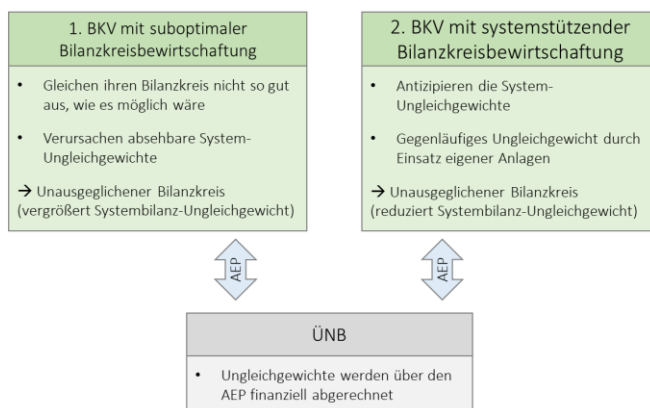 1. BKV mit suboptimaler
Bilanzkreisbewirtschaftung
• Gleichen ihren Bilanzkreis nicht so gut
aus, wie es möglich wäre
• Verursachen absehbare System-
Ungleichgewichte
→ Unausgeglichener Bilanzkreis
(vergrößert Systembilanz-Ungleichgewicht)
2. BKV mit systemstützender
Bilanzkreisbewirtschaftung
• Antizipieren die System-
Ungleichgewichte
• Gegenläufiges Ungleichgewicht durch
Einsatz eigener Anlagen
→ Unausgeglichener Bilanzkreis
(reduziert Systembilanz-Ungleichgewicht)
AEP
AEP
ÜNB
• Ungleichgewichte werden über den
AEP finanziell abgerechnet